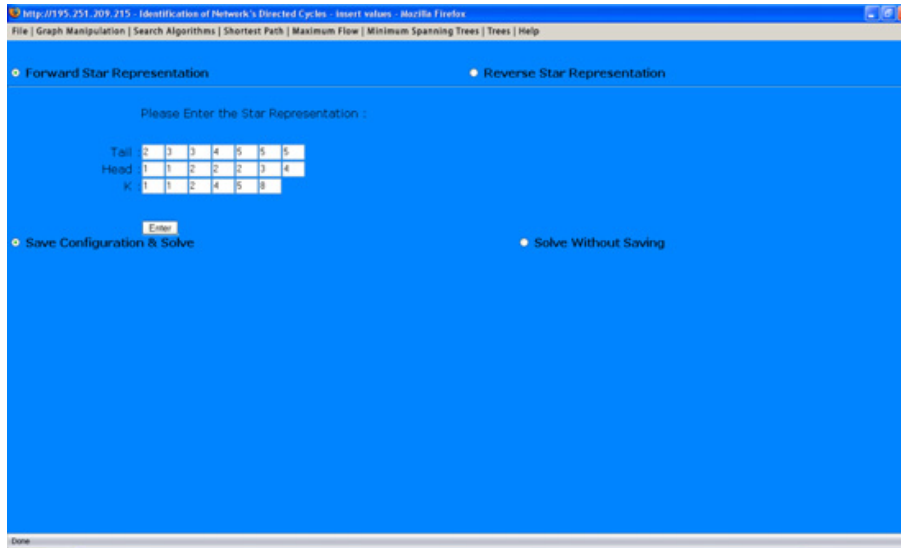 http://195.251.209.215 - Identification of Network's Directed Cycles - insert values - Mozilla Firefox
File | Graph Manipulation | Search Algorithms | Shortest Path | Maximum Flow | Minimum Spanning Trees | Trees | Help
Forward Star Representation Reverse Star Representation
Please Enter the Star Representation :
Tail : 2 3 3 4 5 5 5
Head : 1 1 2 2 2 3 4
K : 1 1 2 4 5 8
Enter
Save Configuration & Solve Solve Without Saving
Done